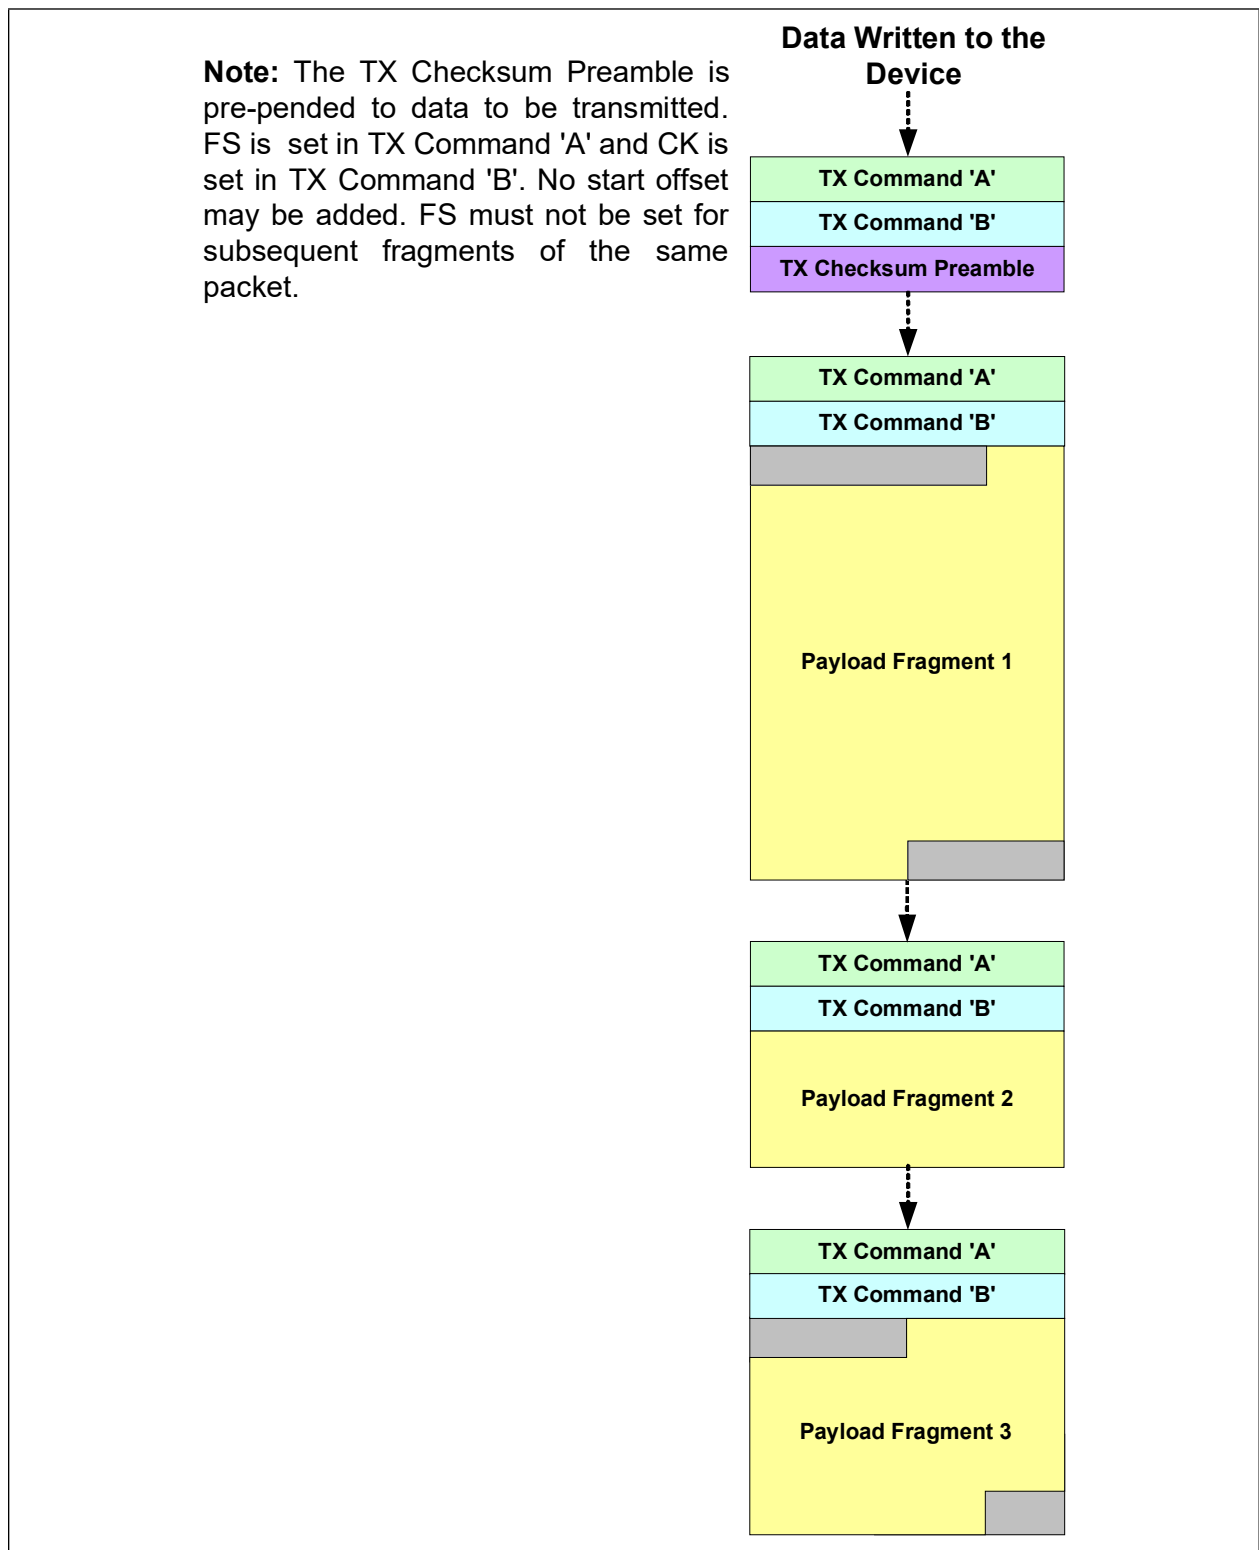 Note: The TX Checksum Preamble is
pre-pended to data to be transmitted.
FS is set in TX Command 'A' and CK is
set in TX Command 'B'. No start offset
may be added. FS must not be set for
subsequent fragments of the same
packet.
Data Written to the
Device
TX Command 'A'
TX Command 'B'
TX Checksum Preamble
TX Command 'A'
TX Command 'B'
Payload Fragment 1
TX Command 'A'
TX Command 'B'
Payload Fragment 2
TX Command 'A'
TX Command 'B'
Payload Fragment 3